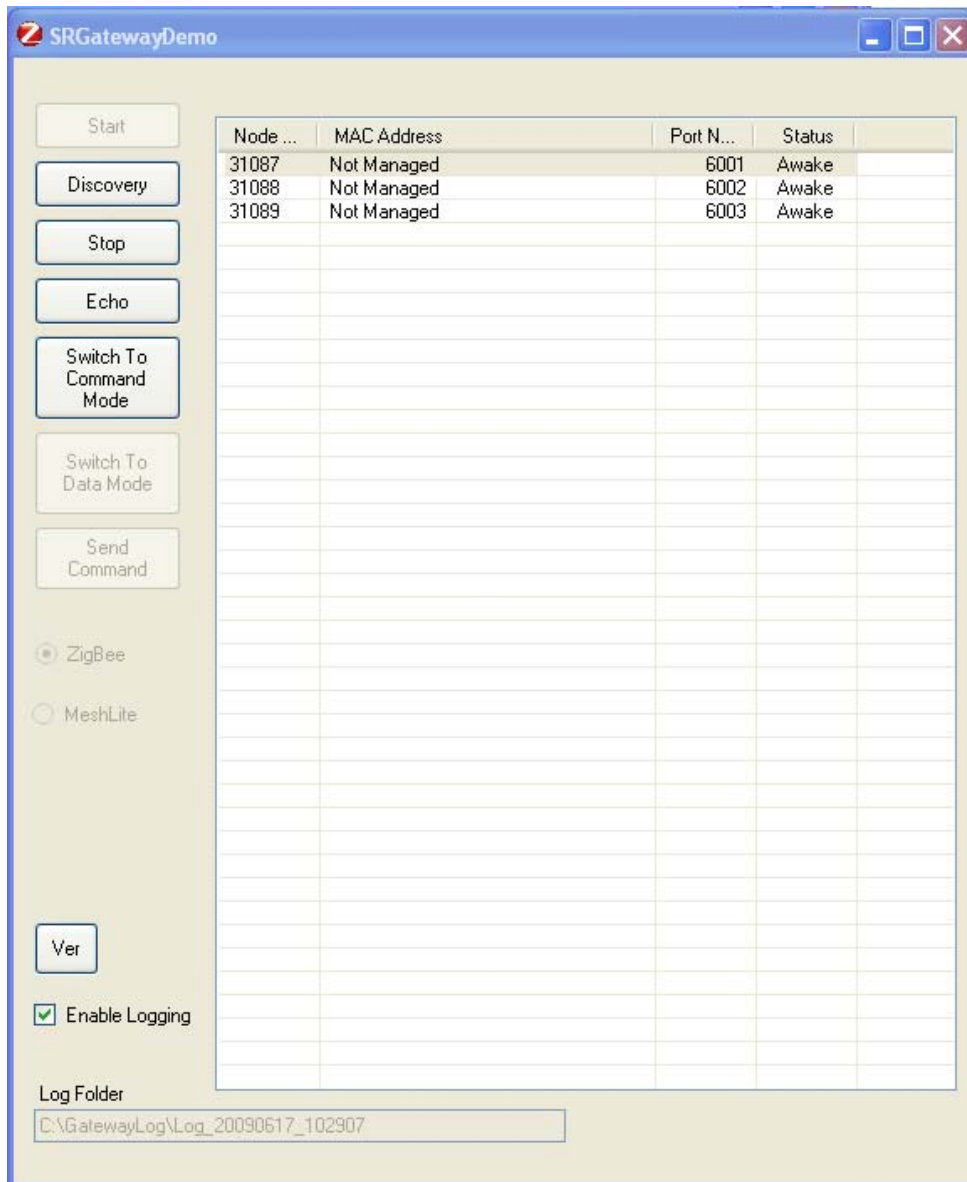 SRGatewayDemo
Start
Discovery
Stop
Echo
Switch To
Command
Mode
Switch To
Data Mode
Send
Command
ZigBee
MeshLite
Ver
Enable Logging
Node ... MAC Address Port N... Status
31087 Not Managed 6001 Awake
31088 Not Managed 6002 Awake
31089 Not Managed 6003 Awake
Log Folder
C:\GatewayLog\Log_20090617_102907